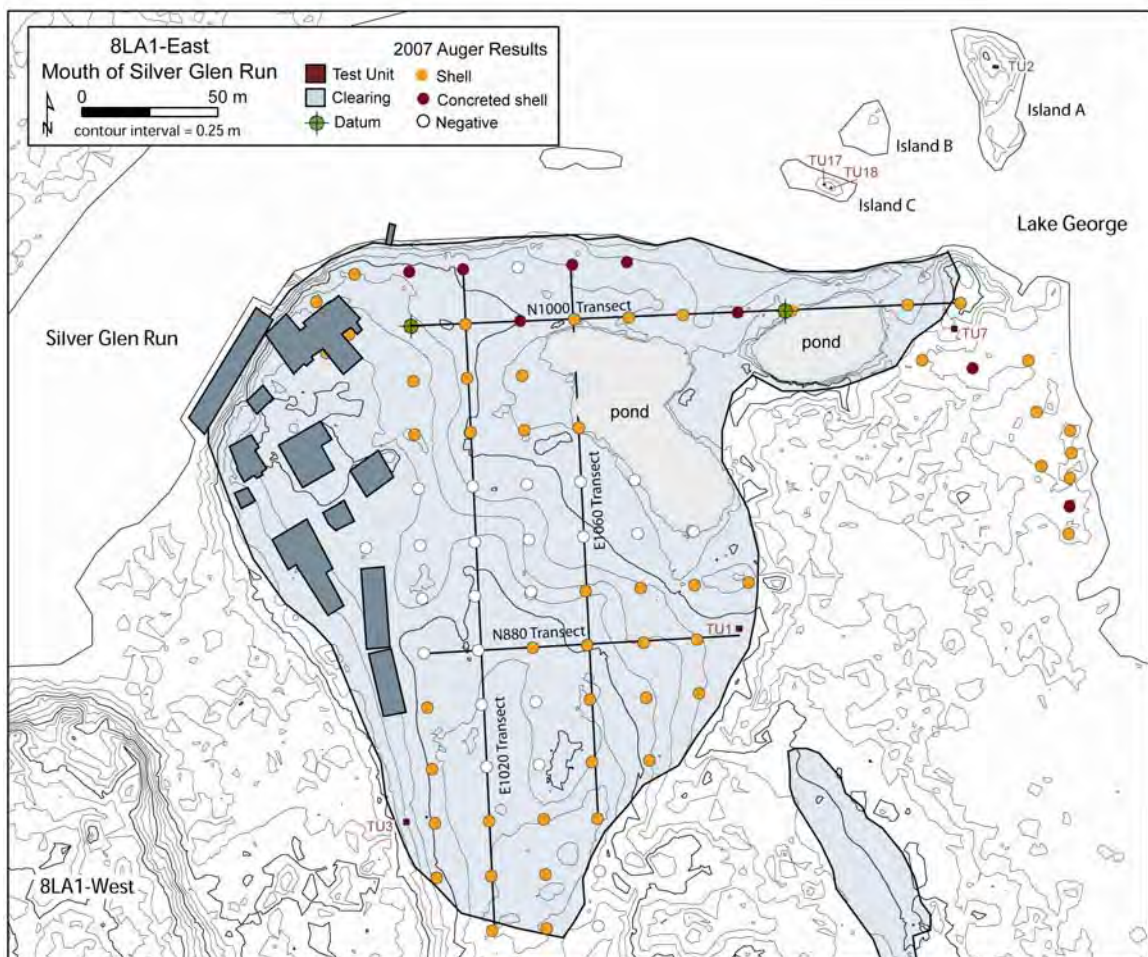 8LA1-East
Mouth of Silver Glen Run
0 50 m
N
contour interval = 0.25 m
2007 Auger Results
Test Unit
Clearing
Datum
Shell
Concreted shell
Negative
TU2
Island A
Island B
TU17
TU18
Island C
Lake George
Silver Glen Run
N1000 Transect
pond
TU7
pond
E1060 Transect
N880 Transect
TU1
E1020 Transect
TU3
8LA1-West